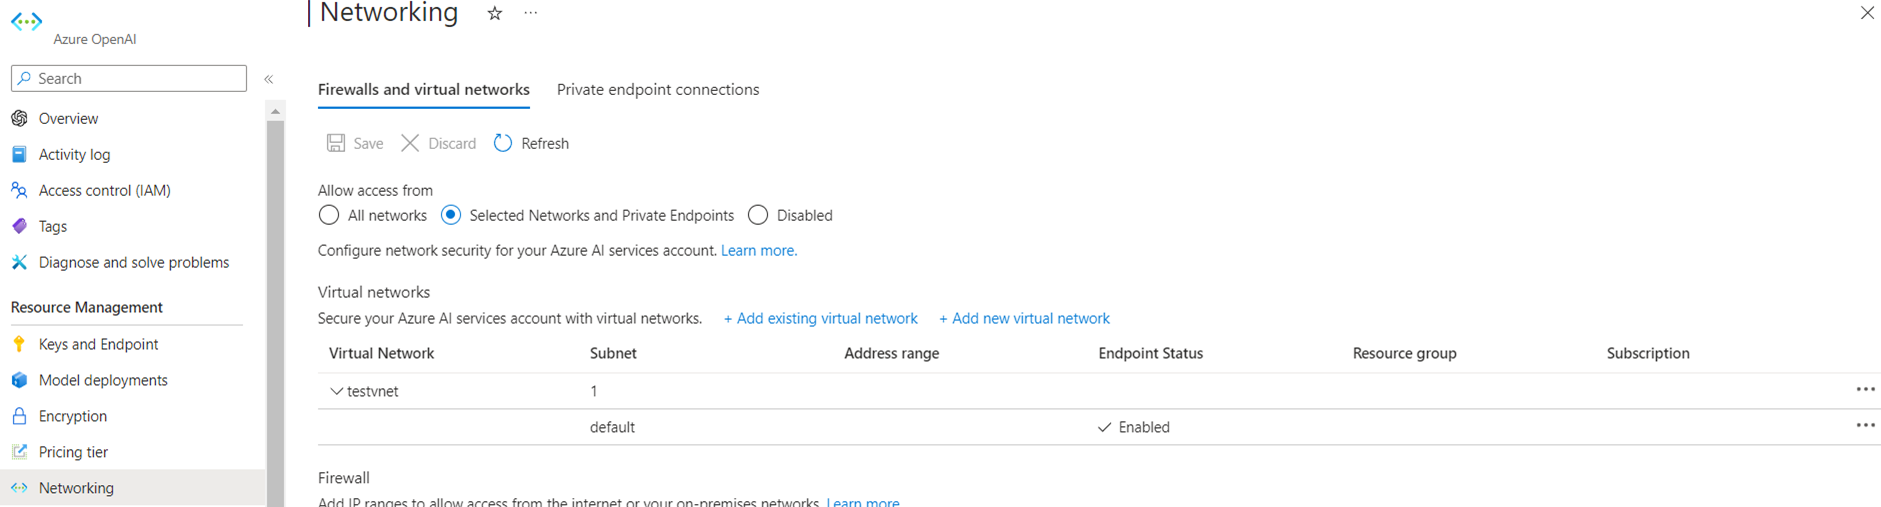 Networking
Azure OpenAI
Search
Overview
Activity log
Access control (IAM)
Tags
Diagnose and solve problems
Resource Management
Keys and Endpoint
Model deployments
Encryption
Pricing tier
Networking
Firewalls and virtual networks Private endpoint connections
Save Discard Refresh
Allow access from
All networks Selected Networks and Private Endpoints Disabled
Configure network security for your Azure AI services account. Learn more.
Virtual networks
Secure your Azure AI services account with virtual networks. + Add existing virtual network + Add new virtual network
Virtual Network Subnet Address range Endpoint Status Resource group Subscription
testvnet 1
default Enabled
Firewall
Add IP ranges to allow access from the internet or your on-premises networks. Learn more